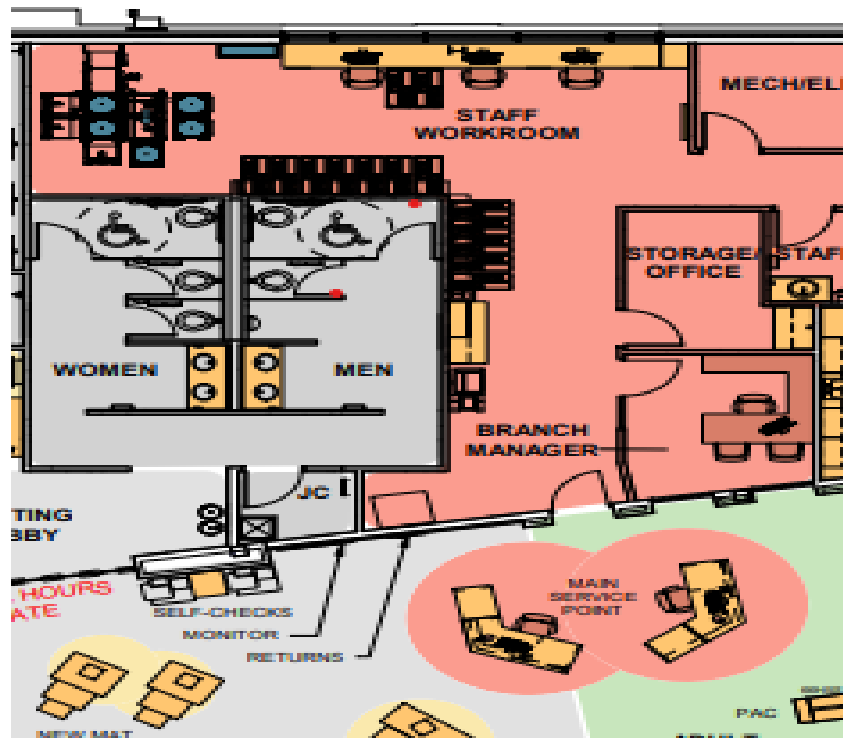 MECH/EL
STAFF
WORKROOM
STORAGE/
OFFICE
STAF
WOMEN
MEN
BRANCH
MANAGER
JC
TING
BBY
HOURS
ATE
SELF-CHECKS
MONITOR
RETURNS
MAIN
SERVICE
POINT
PAC
NEW MAT